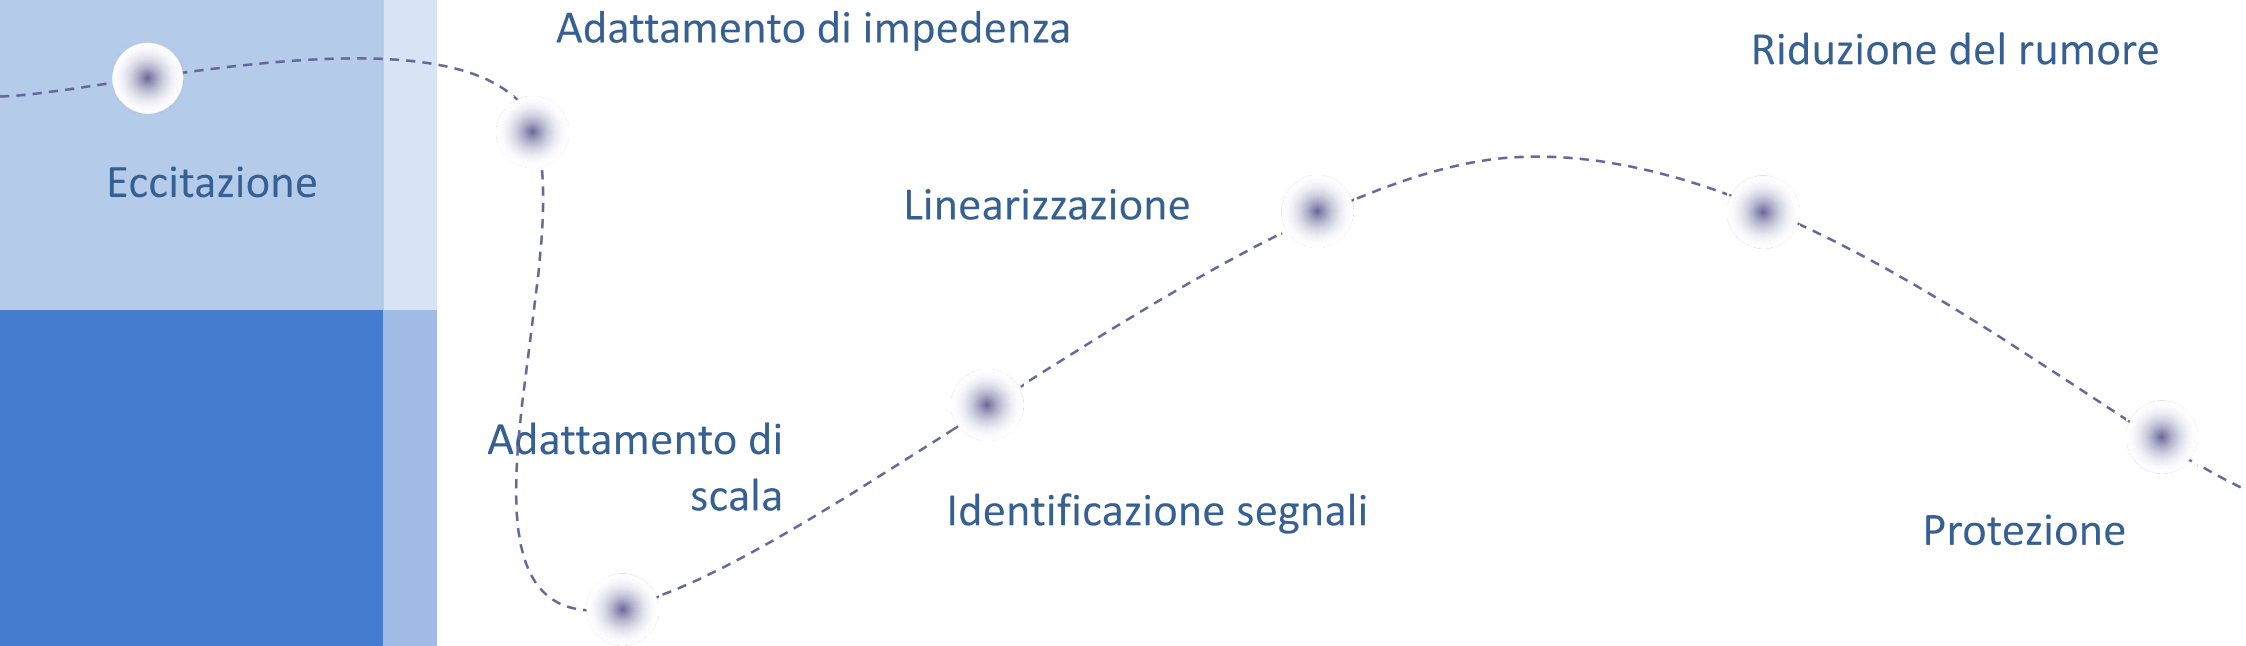 Adattamento di impedenza
Riduzione del rumore
Eccitazione
Linearizzazione
Adattamento di
scala
Identificazione segnali
Protezione